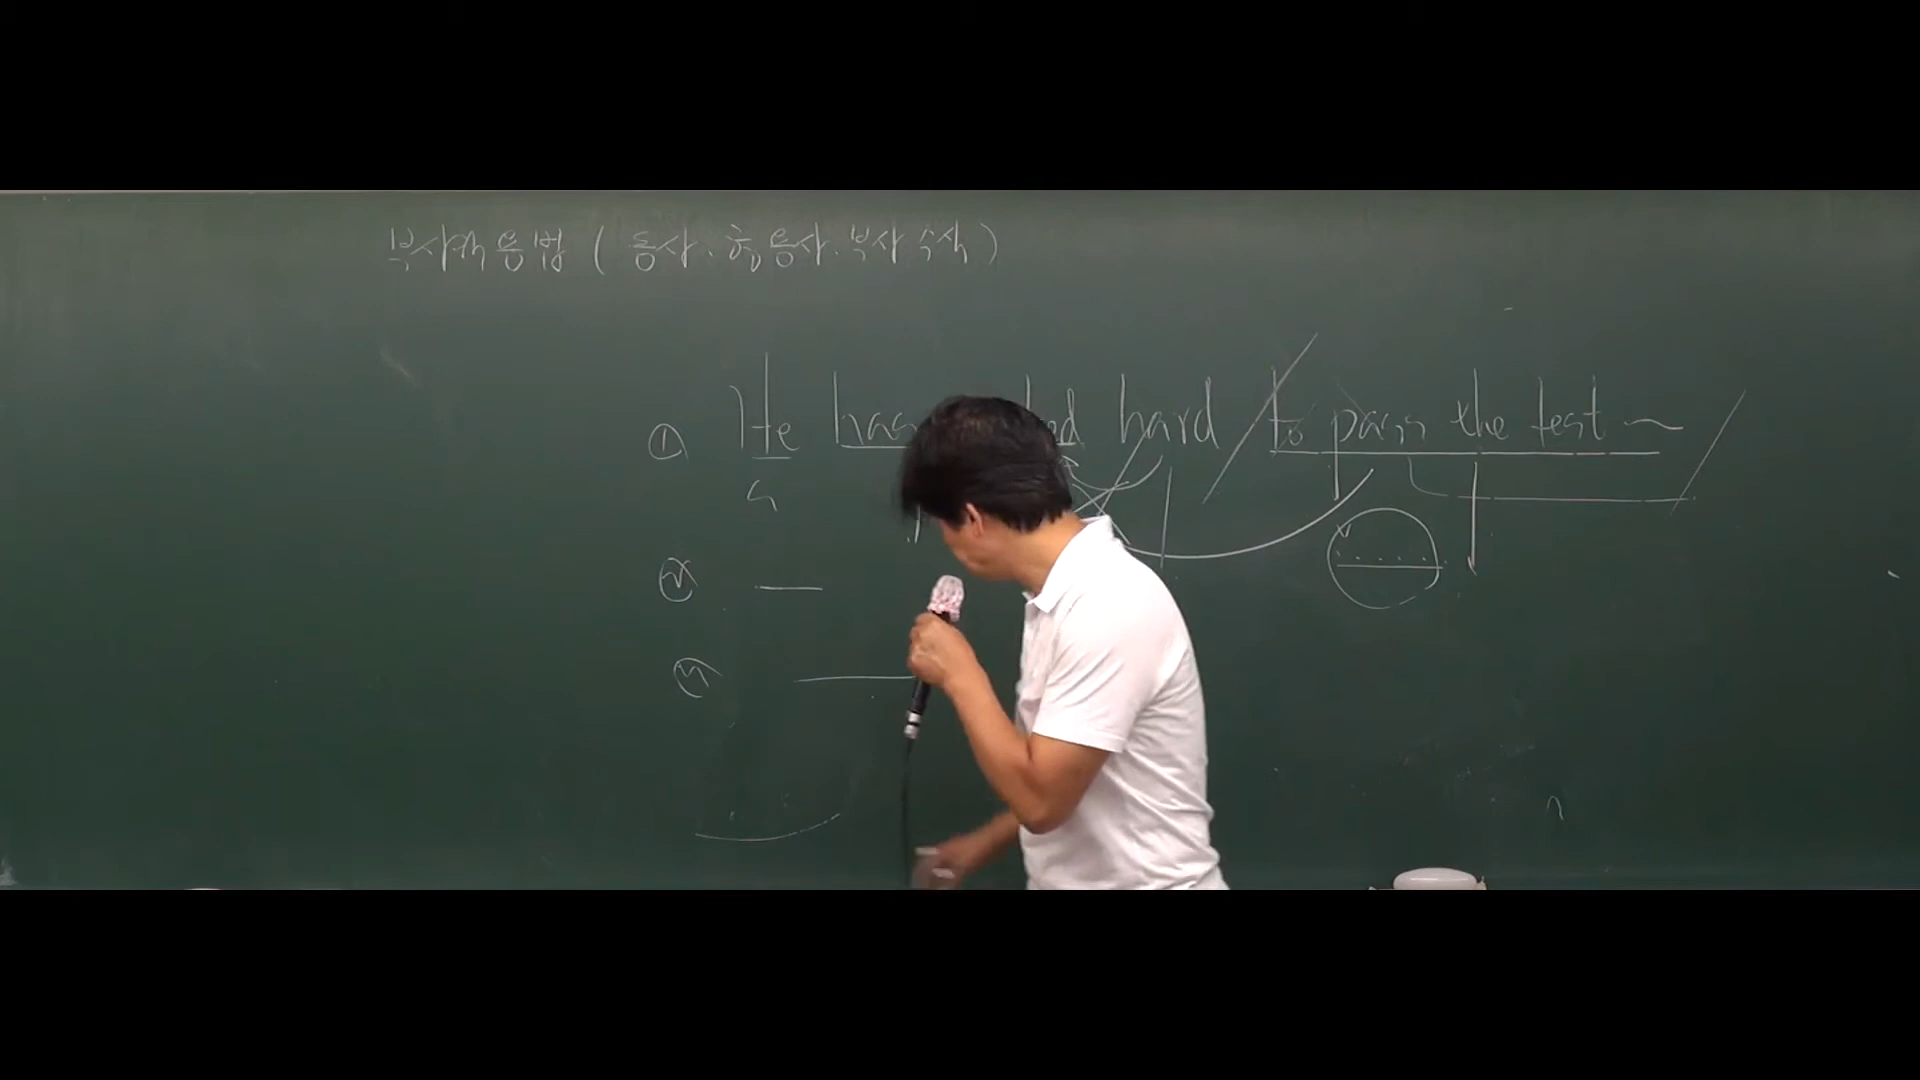 부사적용법 ( 동사. 형용사. 부사 수식 )
① He has ed hard / to pass the test ~ /
S
②
③